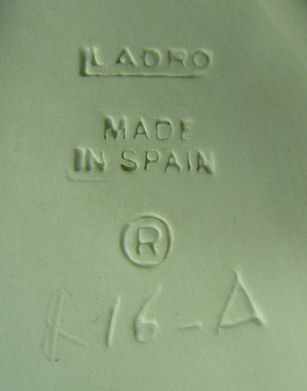 LLADRO
MADE
IN SPAIN
®
K16-A